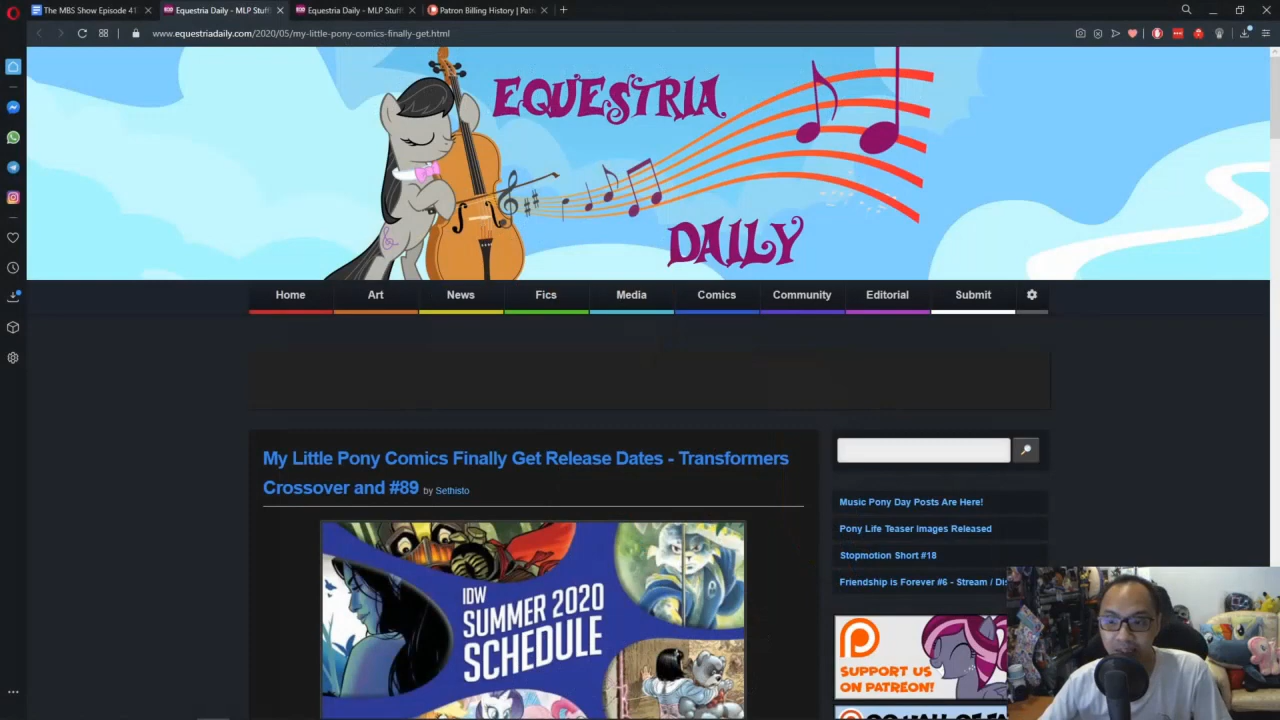 The MBS Show Episode 41
Equestria Daily - MLP Stuff!
Equestria Daily - MLP Stuff!
Patron Billing History | Pat
www.equestriadaily.com/2020/05/my-little-pony-comics-finally-get.html
EQUESTRIA
DAILY
Home
Art
News
Fics
Media
Comics
Community
Editorial
Submit
My Little Pony Comics Finally Get Release Dates - Transformers
Crossover and #89 by Sethisto
IDW
SUMMER 2020
SCHEDULE
Music Pony Day Posts Are Here!
Pony Life Teaser Images Released
Stopmotion Short #18
Friendship is Forever #6 - Stream / Dis
SUPPORT US
ON PATREON!